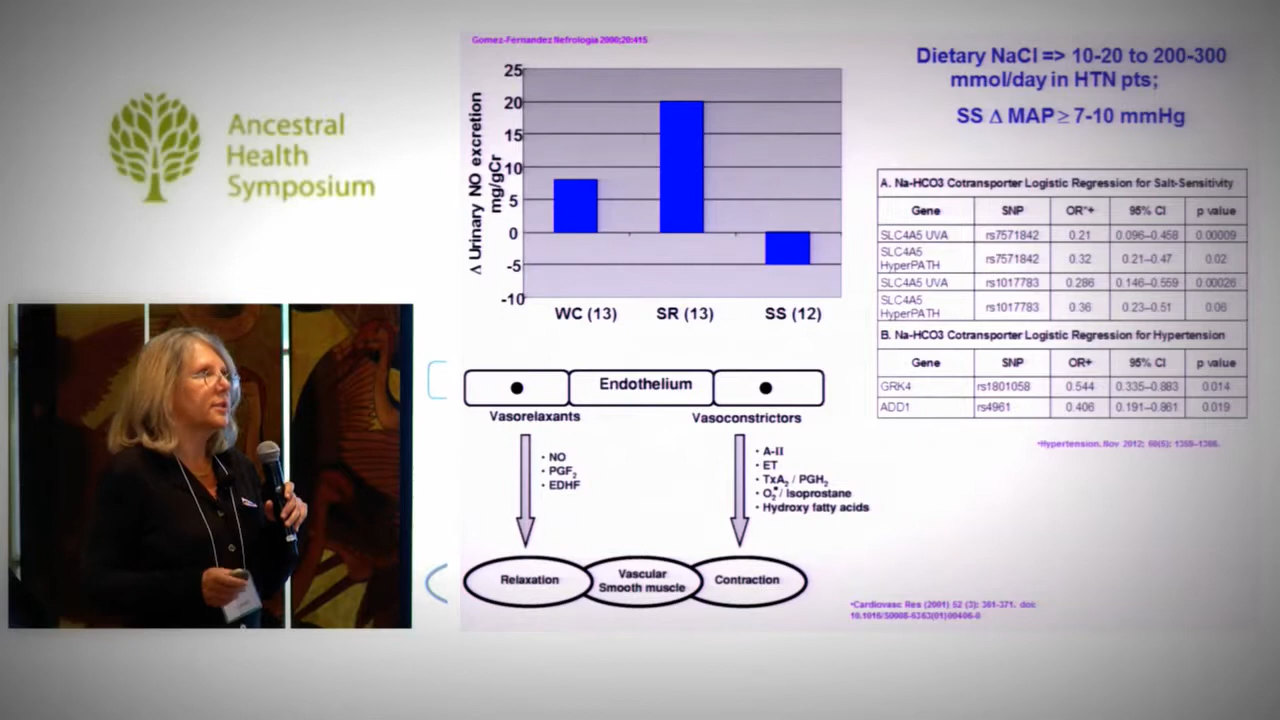 Ancestral
Health
Symposium
Gomez-Fernandez Nefrologia 2000;20:415
Δ Urinary NO excretion
mg/gCr
25
20
15
10
5
0
-5
-10
WC (13) SR (13) SS (12)
Endothelium
Vasorelaxants Vasoconstrictors
• NO
• PGF2
• EDHF
• A-II
• ET
• TxA2 / PGH2
• O2•/ Isoprostane
• Hydroxy fatty acids
Relaxation
Vascular
Smooth muscle
Contraction
Dietary NaCl => 10-20 to 200-300
mmol/day in HTN pts;
SS Δ MAP ≥ 7-10 mmHg
A. Na-HCO3 Cotransporter Logistic Regression for Salt-Sensitivity
Gene SNP OR*+ 95% CI p value
SLC4A5 UVA rs7571842 0.21 0.096–0.458 0.00009
SLC4A5
HyperPATH rs7571842 0.32 0.21–0.47 0.02
SLC4A5 UVA rs1017783 0.286 0.146–0.559 0.00026
SLC4A5
HyperPATH rs1017783 0.36 0.23–0.51 0.06
B. Na-HCO3 Cotransporter Logistic Regression for Hypertension
Gene SNP OR+ 95% CI p value
GRK4 rs1801058 0.544 0.335–0.883 0.014
ADD1 rs4961 0.406 0.191–0.861 0.019
•Hypertension. Nov 2012; 60(5): 1359–1366.
•Cardiovasc Res (2001) 52 (3): 361-371. doi: